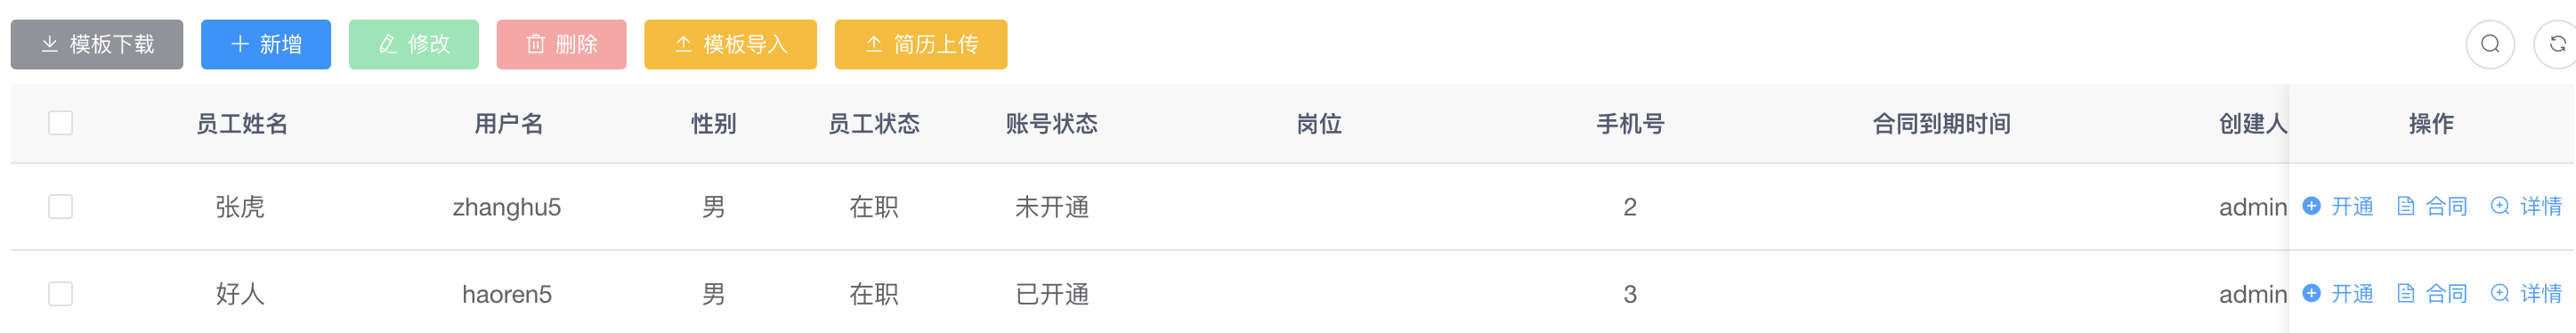 模板下载 新增 修改 删除 模板导入 简历上传
员工姓名 用户名 性别 员工状态 账号状态 岗位 手机号 合同到期时间 创建人 操作
张虎 zhanghu5 男 在职 未开通 2 admin 开通 合同 详情
好人 haoren5 男 在职 已开通 3 admin 开通 合同 详情